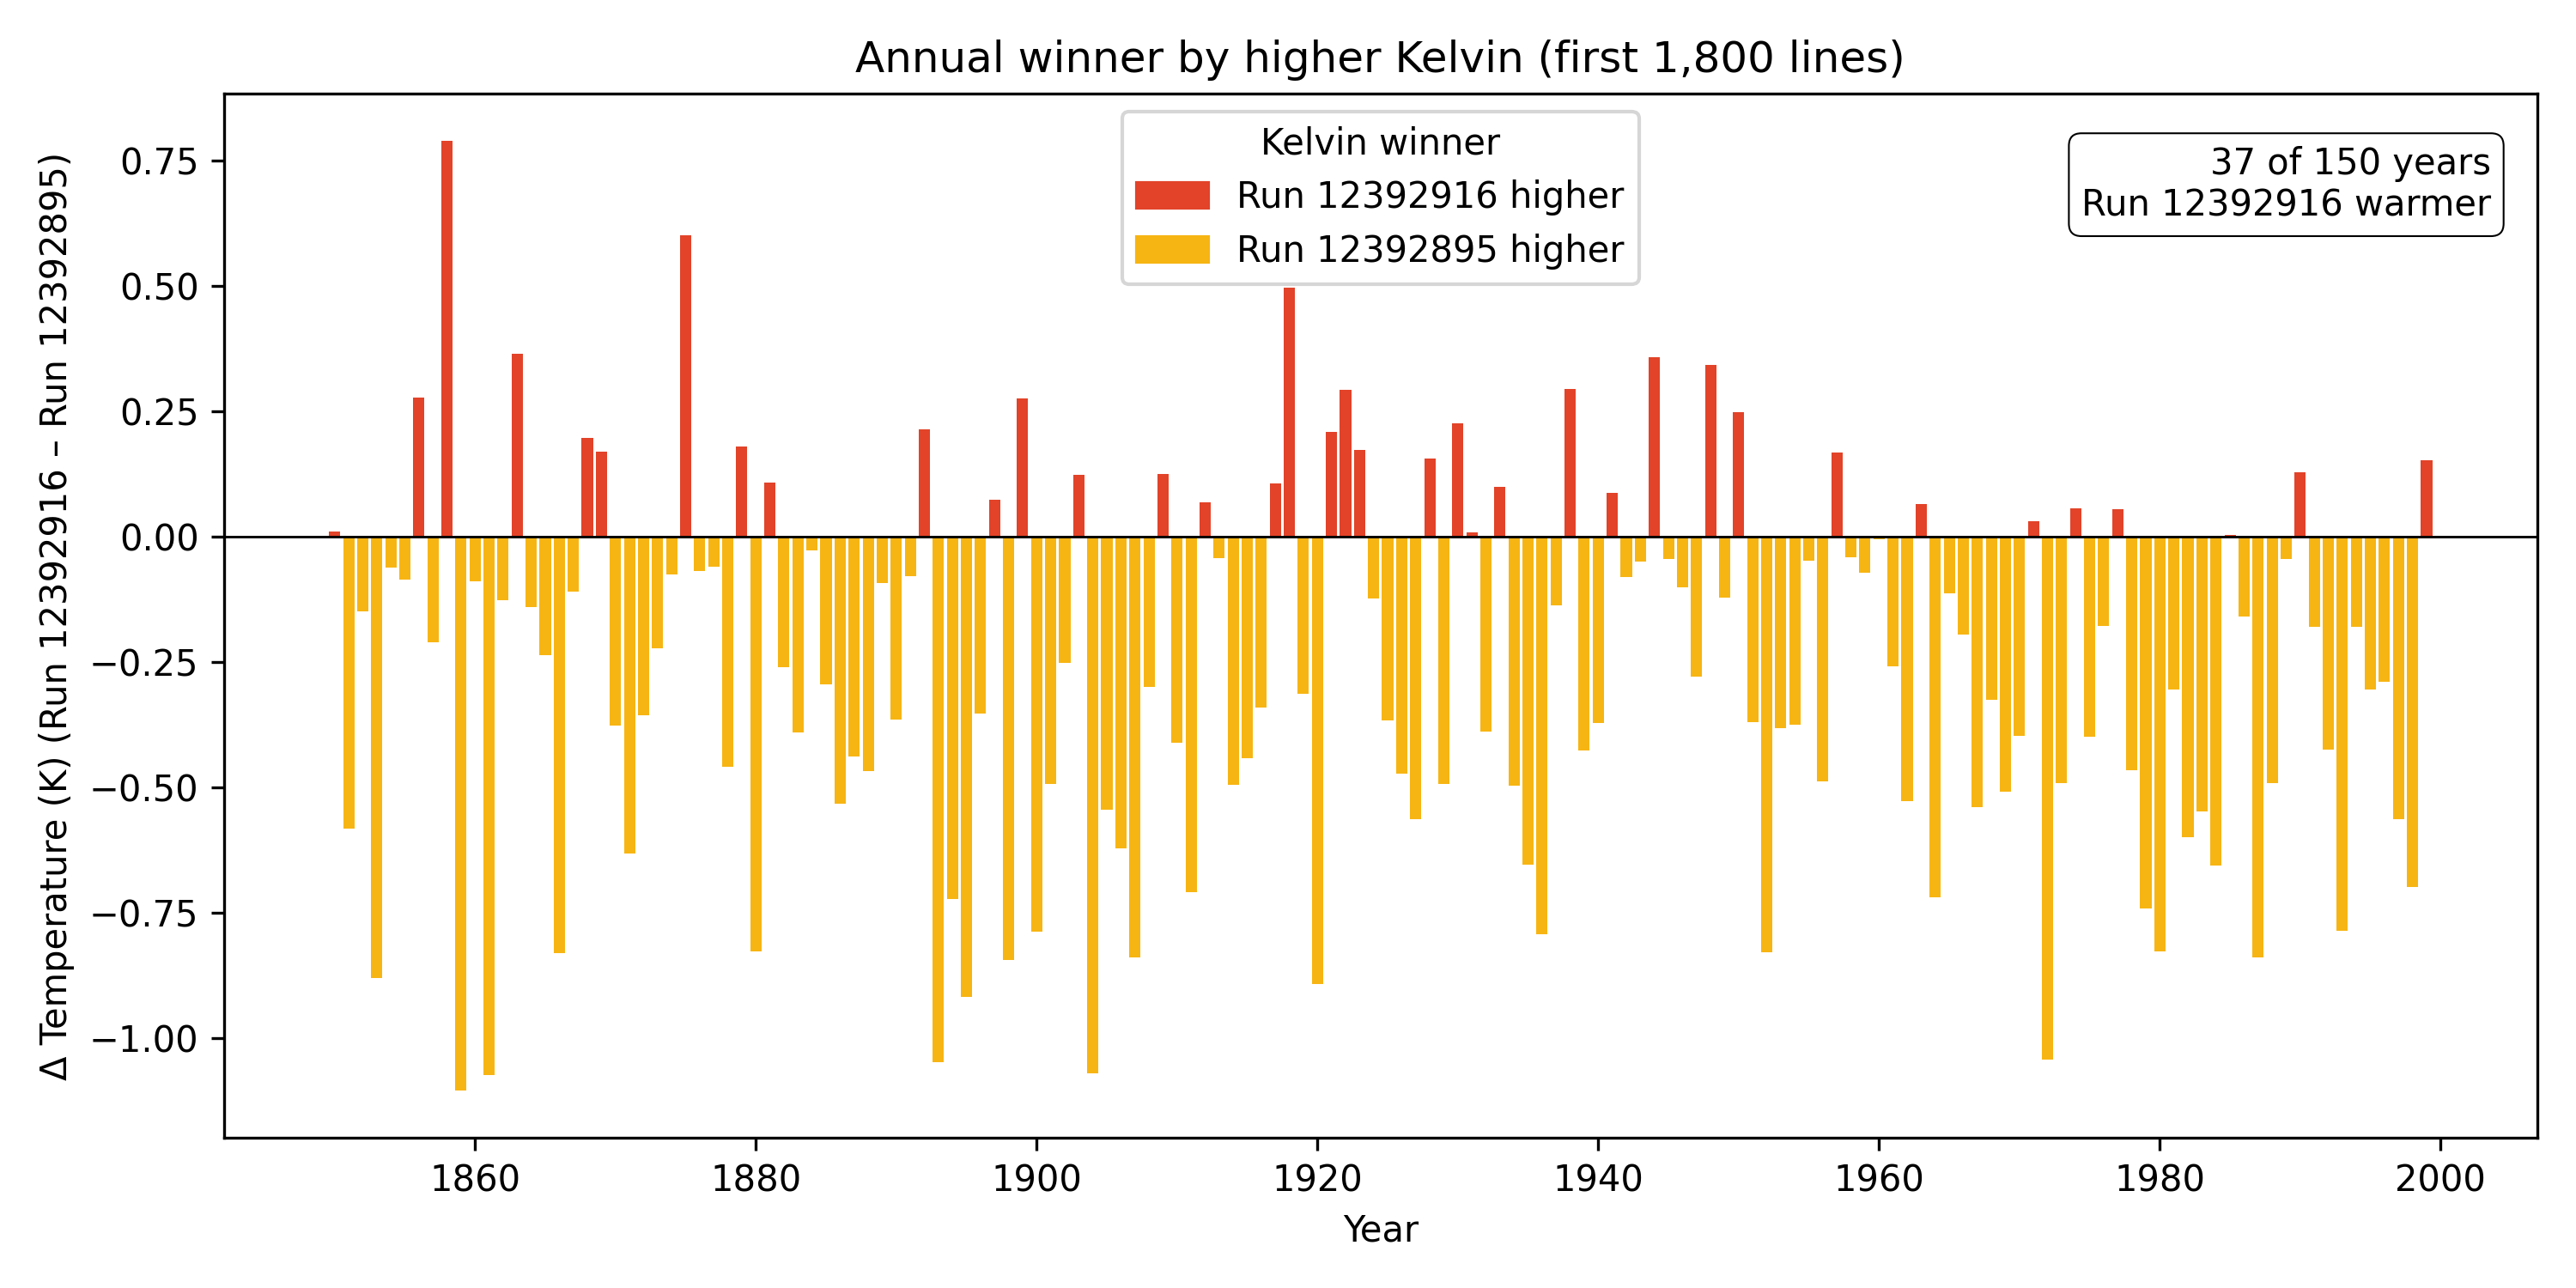 Annual winner by higher Kelvin (first 1,800 lines)
Δ Temperature (K) (Run 12392916 – Run 12392895)
0.75
0.50
0.25
0.00
−0.25
−0.50
−0.75
−1.00
Kelvin winner
Run 12392916 higher
Run 12392895 higher
37 of 150 years
Run 12392916 warmer
1860 1880 1900 1920 1940 1960 1980 2000
Year